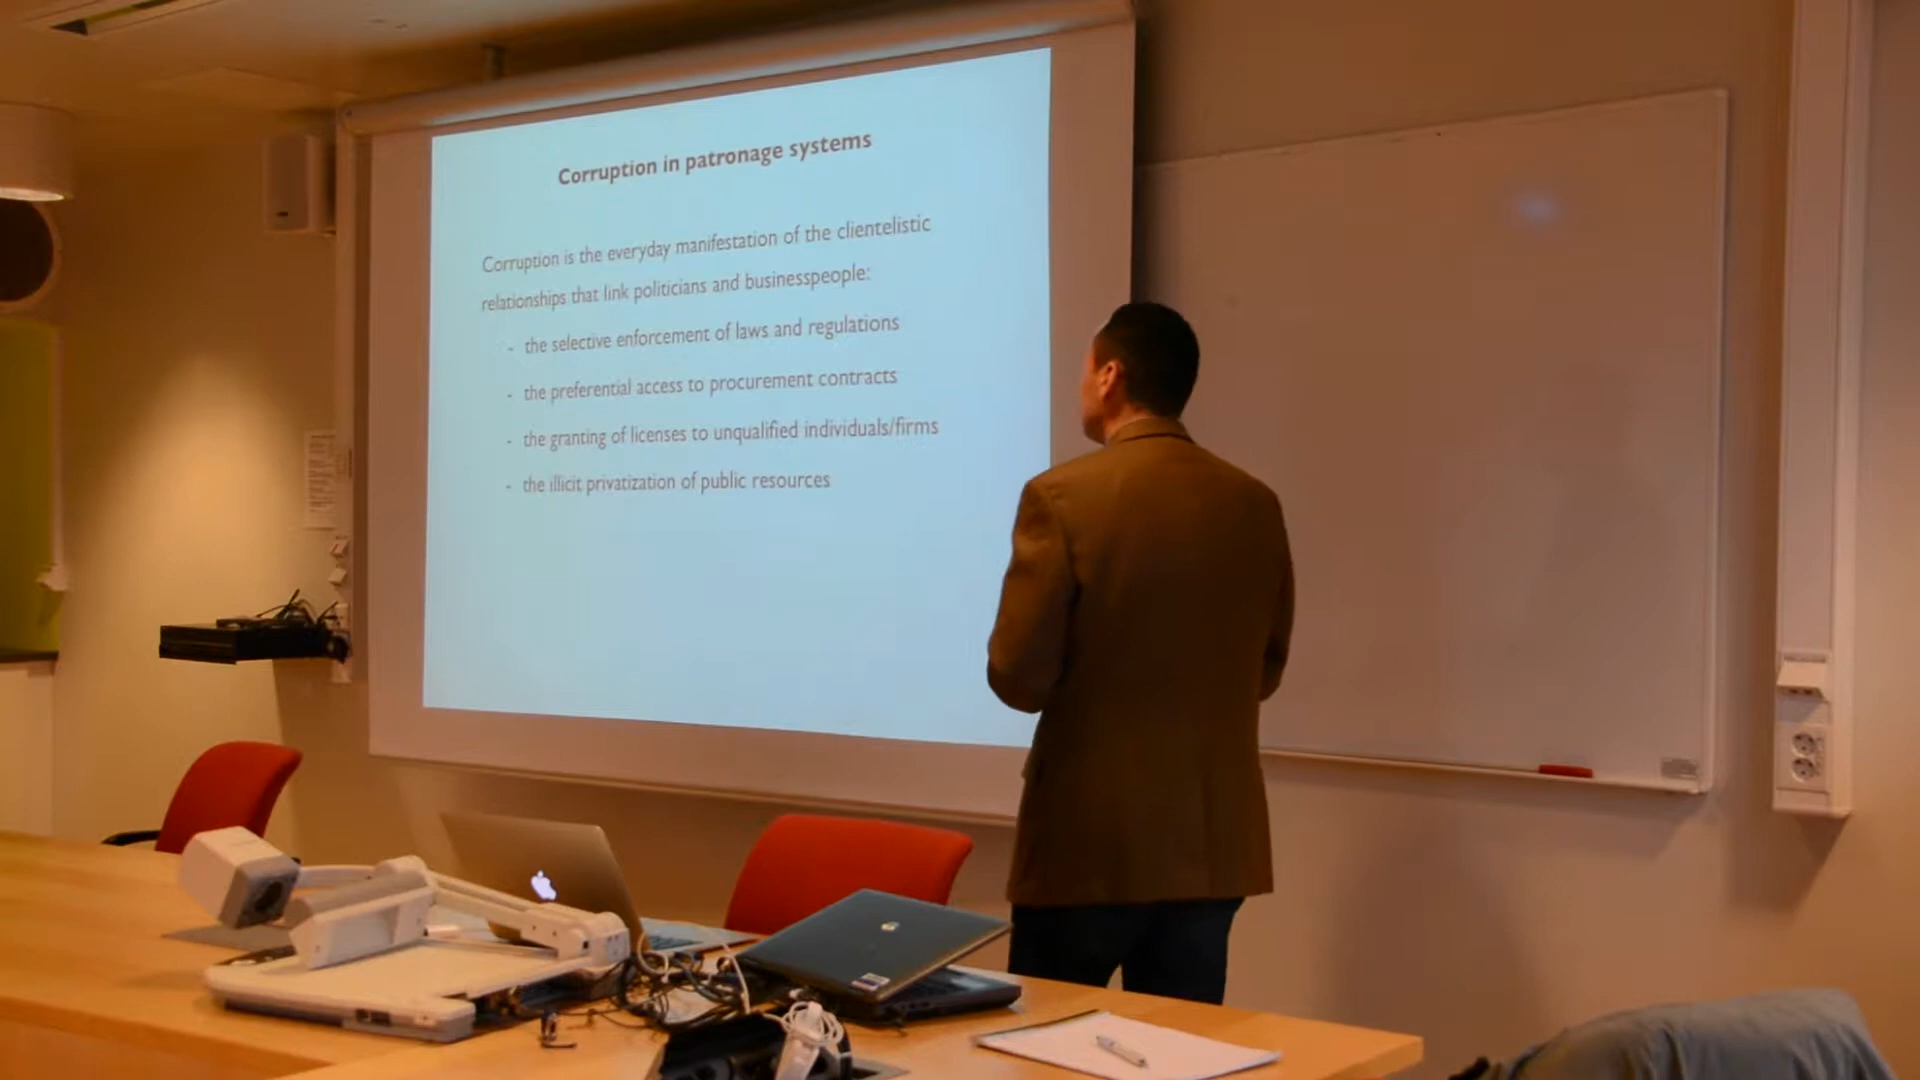 Corruption in patronage systems
Corruption is the everyday manifestation of the clientelistic
relationships that link politicians and businesspeople:
- the selective enforcement of laws and regulations
- the preferential access to procurement contracts
- the granting of licenses to unqualified individuals/firms
- the illicit privatization of public resources